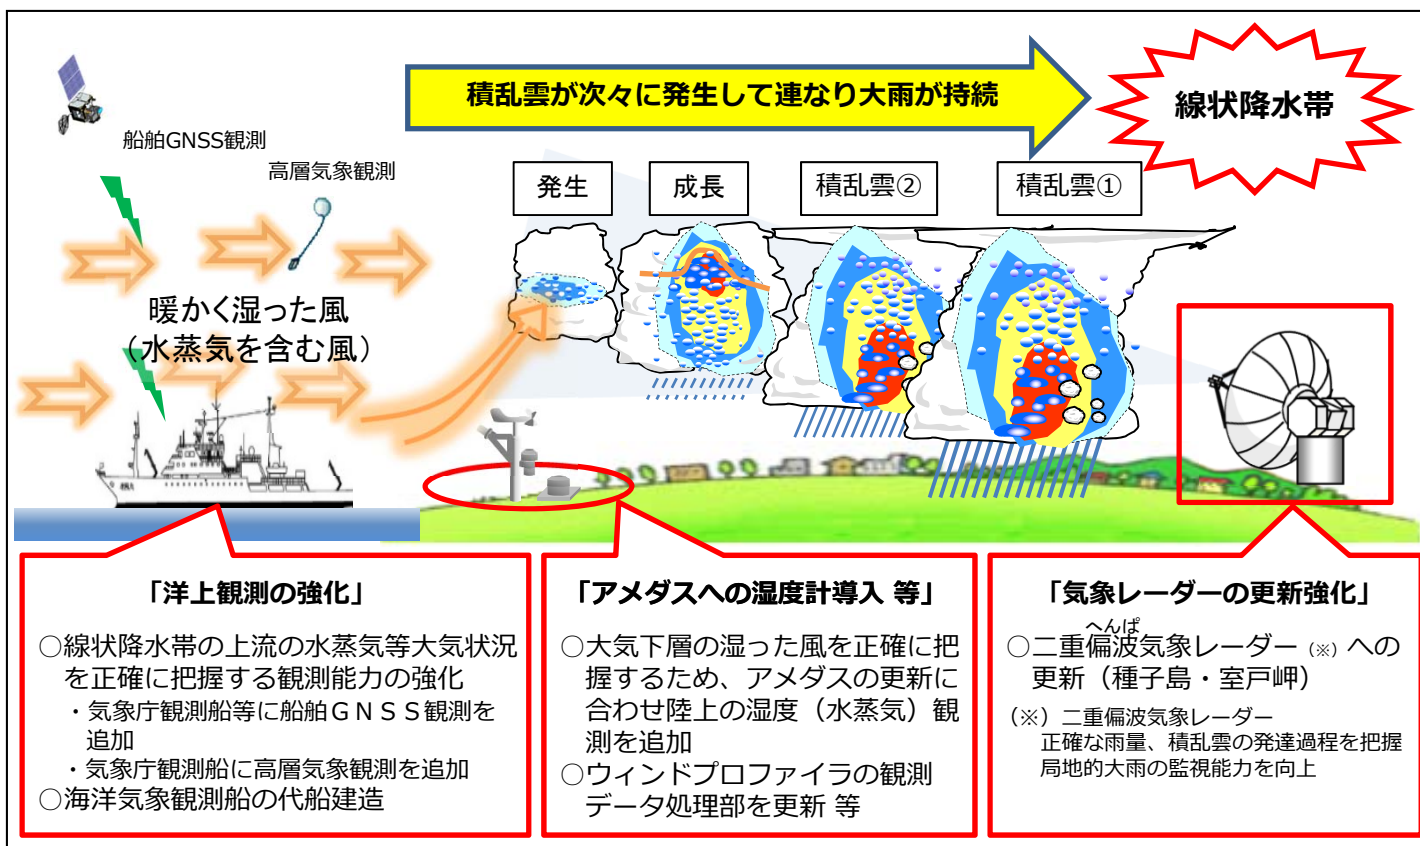 積乱雲が次々に発生して連なり大雨が持続
線状降水帯
船舶GNSS観測
高層気象観測
発生
成長
積乱雲②
積乱雲①
暖かく湿った風
（水蒸気を含む風）
「洋上観測の強化」
○線状降水帯の上流の水蒸気等大気状況
を正確に把握する観測能力の強化
・気象庁観測船等に船舶ＧＮＳＳ観測を
追加
・気象庁観測船に高層気象観測を追加
○海洋気象観測船の代船建造
「アメダスへの湿度計導入 等」
○大気下層の湿った風を正確に把
握するため、アメダスの更新に
合わせ陸上の湿度（水蒸気）観
測を追加
○ウィンドプロファイラの観測
データ処理部を更新 等
「気象レーダーの更新強化」
へんぱ
○二重偏波気象レーダー（※）への
更新（種子島・室戸岬）
（※）二重偏波気象レーダー
正確な雨量、積乱雲の発達過程を把握
局地的大雨の監視能力を向上